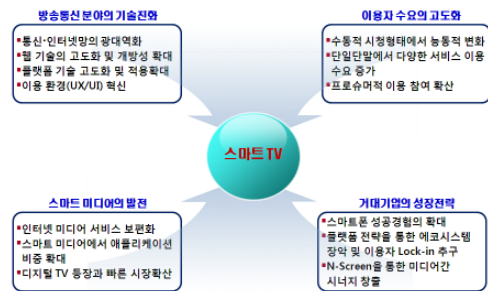 방송통신 분야의 기술진화
▪통신·인터넷망의 광대역화
▪웹 기술의 고도화 및 개방성 확대
▪플랫폼 기술 고도화 및 적용확대
▪이용 환경(UX/UI) 혁신
이용자 수요의 고도화
▪수동적 시청형태에서 능동적 변화
▪단일단말에서 다양한 서비스 이용
수요 증가
▪프로슈머적 이용 참여 확산
스마트 TV
스마트 미디어의 발전
▪인터넷 미디어 서비스 보편화
▪스마트 미디어에서 애플리케이션
비중 확대
▪디지털 TV 등장과 빠른 시장확산
거대기업의 성장전략
▪스마트폰 성공경험의 확대
▪플랫폼 전략을 통한 에코시스템
장악 및 이용자 Lock-in 추구
▪N-Screen을 통한 미디어간
시너지 창출